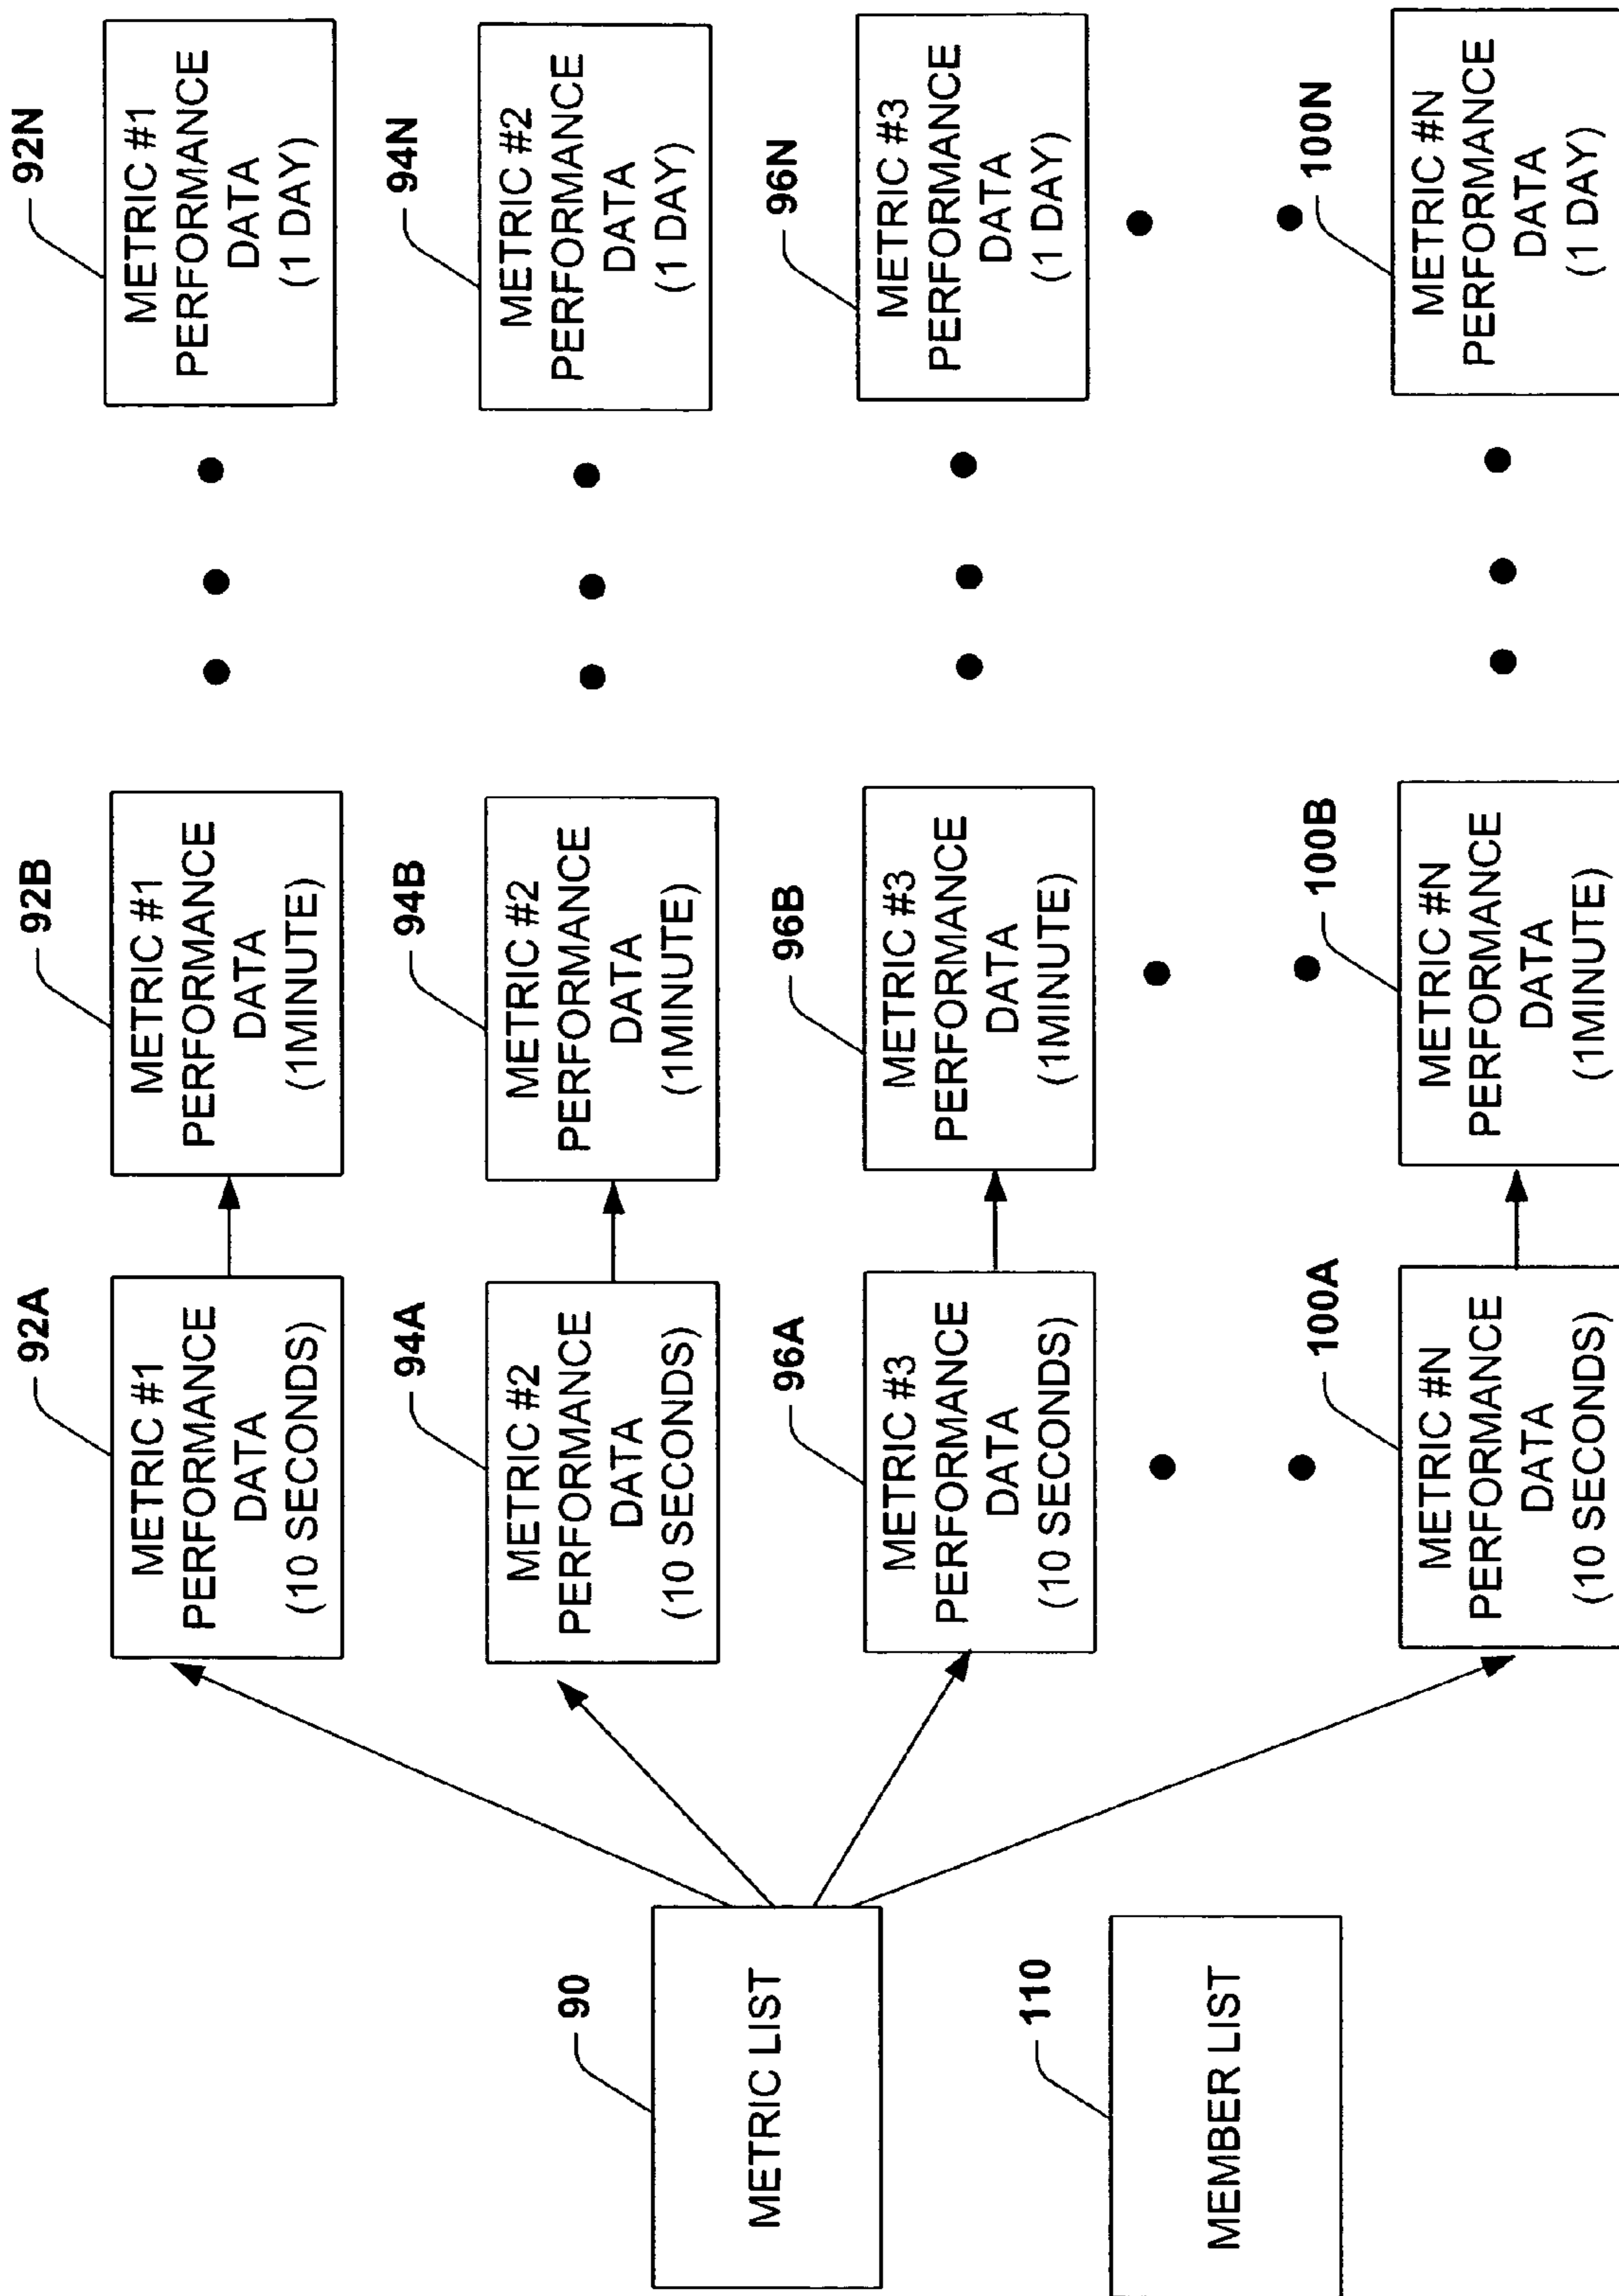 92A
METRIC #1
PERFORMANCE
DATA
(10 SECONDS)
92B
METRIC #1
PERFORMANCE
DATA
(1MINUTE)
92N
METRIC #1
PERFORMANCE
DATA
(1 DAY)
94A
METRIC #2
PERFORMANCE
DATA
(10 SECONDS)
94B
METRIC #2
PERFORMANCE
DATA
(1MINUTE)
94N
METRIC #2
PERFORMANCE
DATA
(1 DAY)
90
METRIC LIST
96A
METRIC #3
PERFORMANCE
DATA
(10 SECONDS)
96B
METRIC #3
PERFORMANCE
DATA
(1MINUTE)
96N
METRIC #3
PERFORMANCE
DATA
(1 DAY)
110
MEMBER LIST
100A
METRIC #N
PERFORMANCE
DATA
(10 SECONDS)
100B
METRIC #N
PERFORMANCE
DATA
(1MINUTE)
100N
METRIC #N
PERFORMANCE
DATA
(1 DAY)